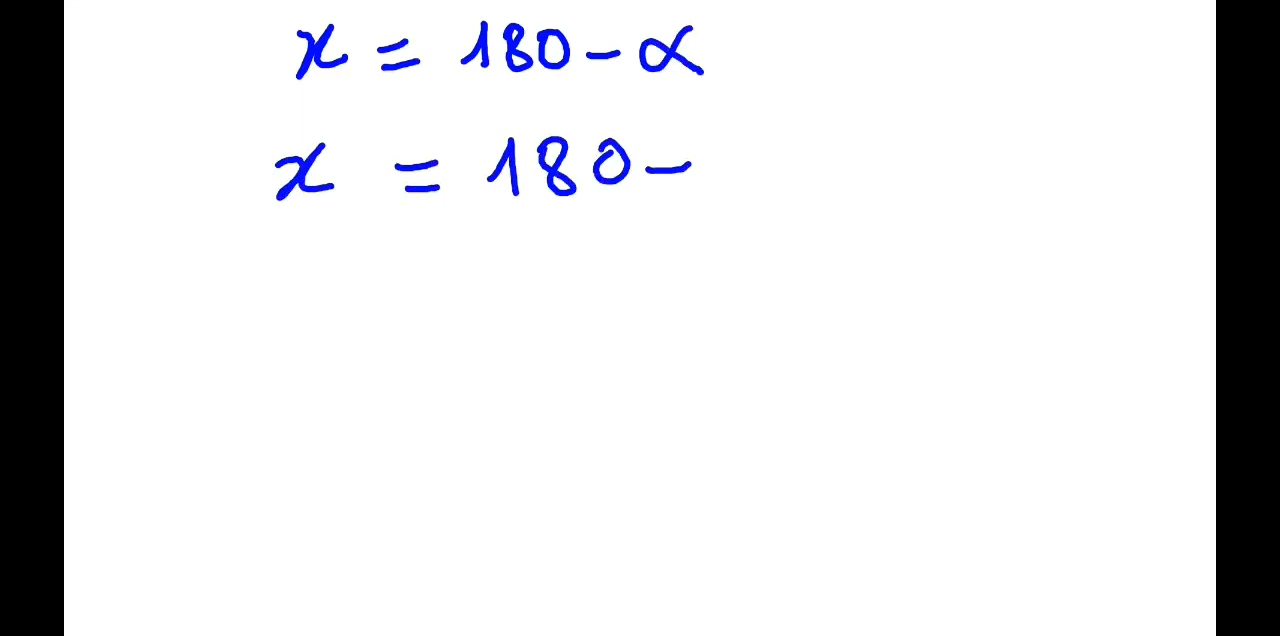 x = 180 - α
x = 180 -